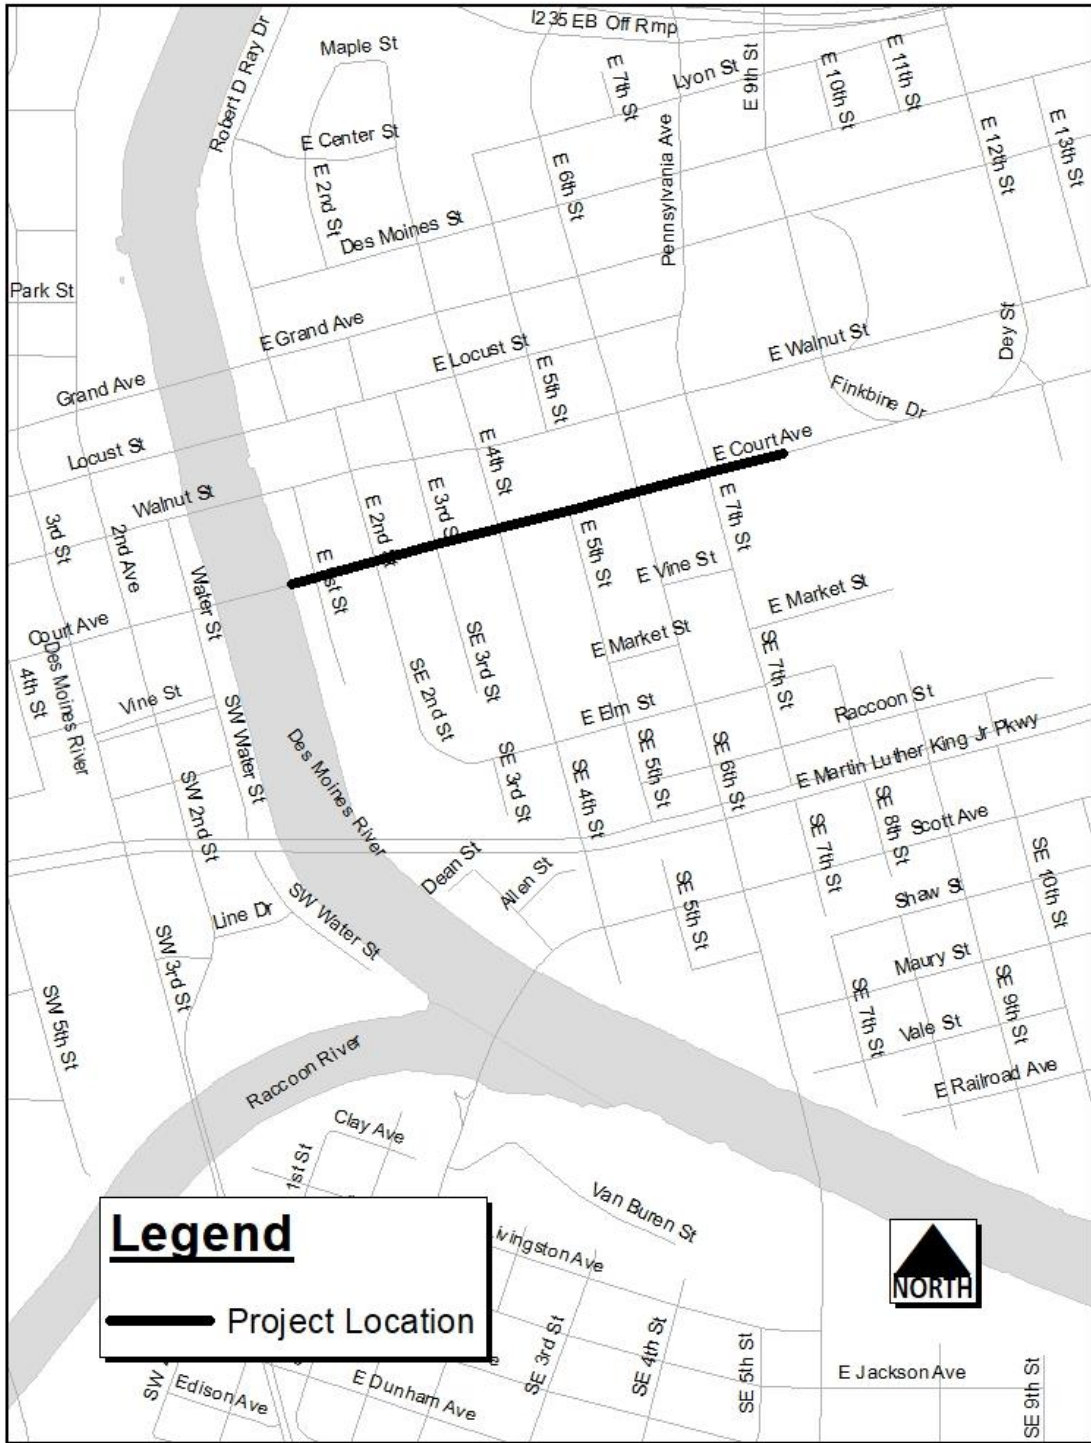 I235 EB Off Rmp
Robert D Ray Dr
Maple St
E 7th St
Lyon St
E 9th St
E 10th St
E 11th St
E Center St
E 2nd St
E 6th St
Pennsylvania Ave
E 12th St
E 13th St
Des Moines St
Park St
E Grand Ave
E Locust St
E Walnut St
Dey St
Grand Ave
E 5th St
Finkbine Dr
Locust St
E 4th St
E Court Ave
Walnut St
3rd St
2nd Ave
E 2nd St
E 3rd St
E 7th St
E 1st St
E 5th St
E Vine St
Water St
E Market St
Court Ave
E Market St
Des Moines River
4th St
SE 3rd St
SE 2nd St
SE 7th St
Vine St
SW Water St
E Elm St
Raccoon St
Des Moines River
SE 3rd St
SE 4th St
SE 5th St
SE 6th St
E Martin Luther King Jr Pkwy
SW 2nd St
SE 7th St
SE 8th St
Scott Ave
Dean St
Allen St
SE 5th St
Shaw St
SE 10th St
Line Dr
SW Water St
SW 3rd St
Maury St
SW 5th St
SE 7th St
Vale St
SE 9th St
Raccoon River
E Railroad Ave
Clay Ave
1st St
Van Buren St
Livingston Ave
Legend
Project Location
NORTH
SE 3rd St
SE 4th St
SE 5th St
E Jackson Ave
SE 9th St
SW
Edison Ave
E Dunham Ave